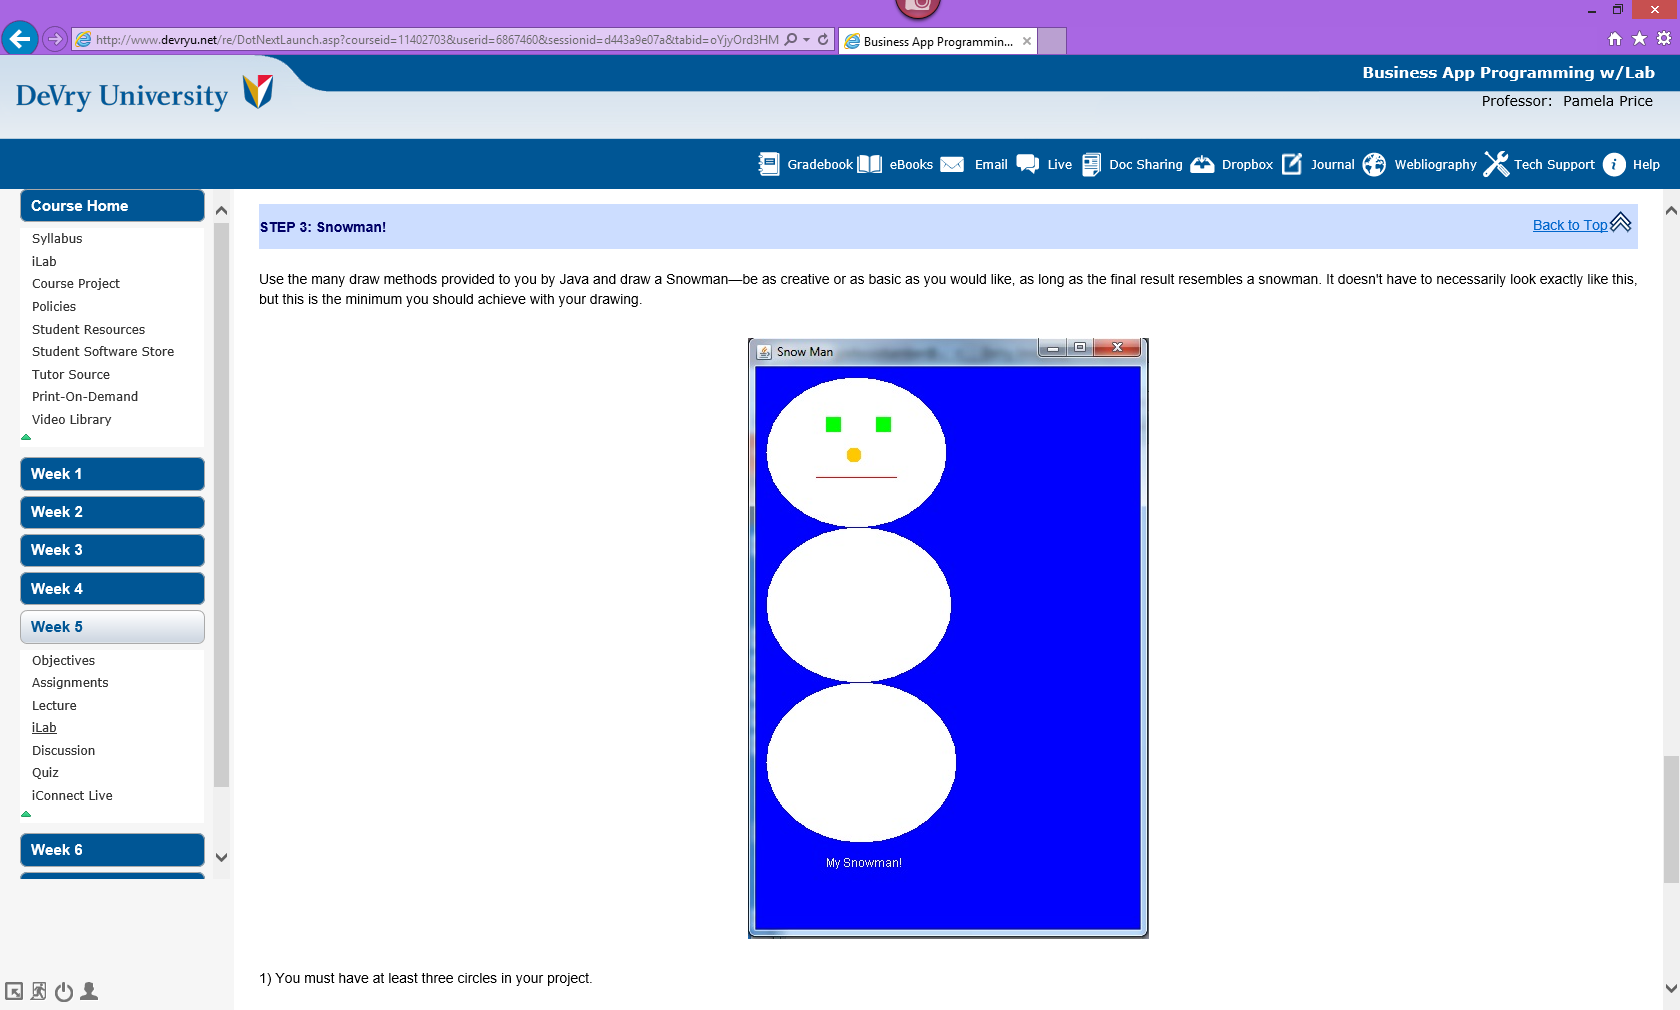 http://www.devryu.net/re/DotNextLaunch.asp?courseid=11402703&userid=6867460&sessionid=d443a9e07a&tabid=oYjyOrd3HM
Business App Programmin...
DeVry University
Business App Programming w/Lab
Professor: Pamela Price
Gradebook eBooks Email Live Doc Sharing Dropbox Journal Webliography Tech Support Help
Course Home
Syllabus
iLab
Course Project
Policies
Student Resources
Student Software Store
Tutor Source
Print-On-Demand
Video Library
Week 1
Week 2
Week 3
Week 4
Week 5
Objectives
Assignments
Lecture
iLab
Discussion
Quiz
iConnect Live
Week 6
STEP 3: Snowman!
Back to Top
Use the many draw methods provided to you by Java and draw a Snowman—be as creative or as basic as you would like, as long as the final result resembles a snowman. It doesn't have to necessarily look exactly like this,
but this is the minimum you should achieve with your drawing.
Snow Man
My Snowman!
1) You must have at least three circles in your project.